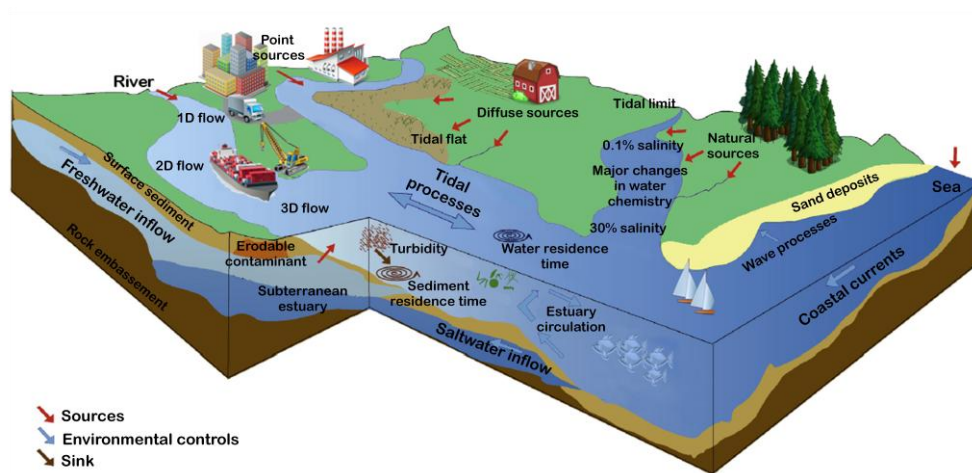 Point
sources
River
1D flow
2D flow
3D flow
Tidal flat
Diffuse sources
Tidal limit
0.1% salinity
Natural
sources
Major changes
in water
chemistry
30% salinity
Sand deposits
Sea
Wave processes
Coastal currents
Tidal
processes
Water residence
time
Surface sediment
Freshwater inflow
Rock embassement
Erodable
contaminant
Turbidity
Sediment
residence time
Subterranean
estuary
Estuary
circulation
Saltwater inflow
Sources
Environmental controls
Sink